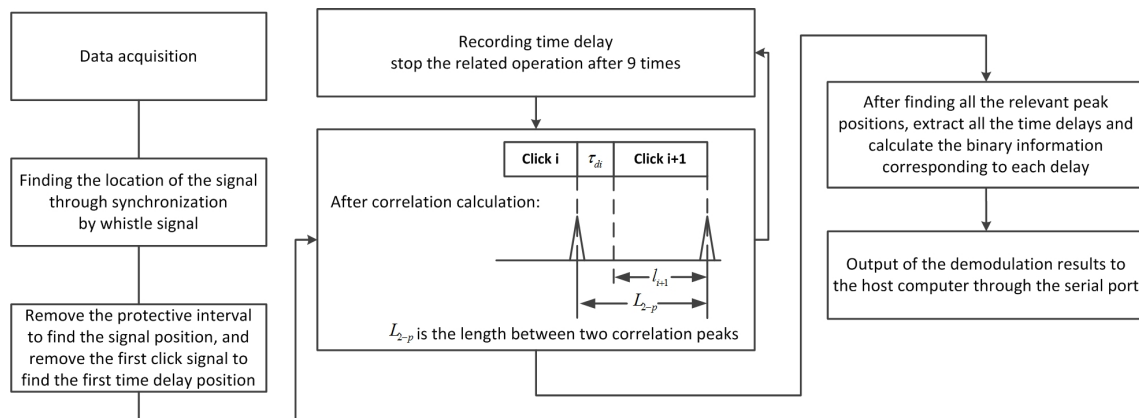 Data acquisition
Finding the location of the signal
through synchronization
by whistle signal
Remove the protective interval
to find the signal position, and
remove the first click signal to
find the first time delay position
Recording time delay
stop the related operation after 9 times
Click i τ_di Click i+1
After correlation calculation:
l_i+1
L_2-p
L_2-p is the length between two correlation peaks
After finding all the relevant peak
positions, extract all the time delays and
calculate the binary information
corresponding to each delay
Output of the demodulation results to
the host computer through the serial port